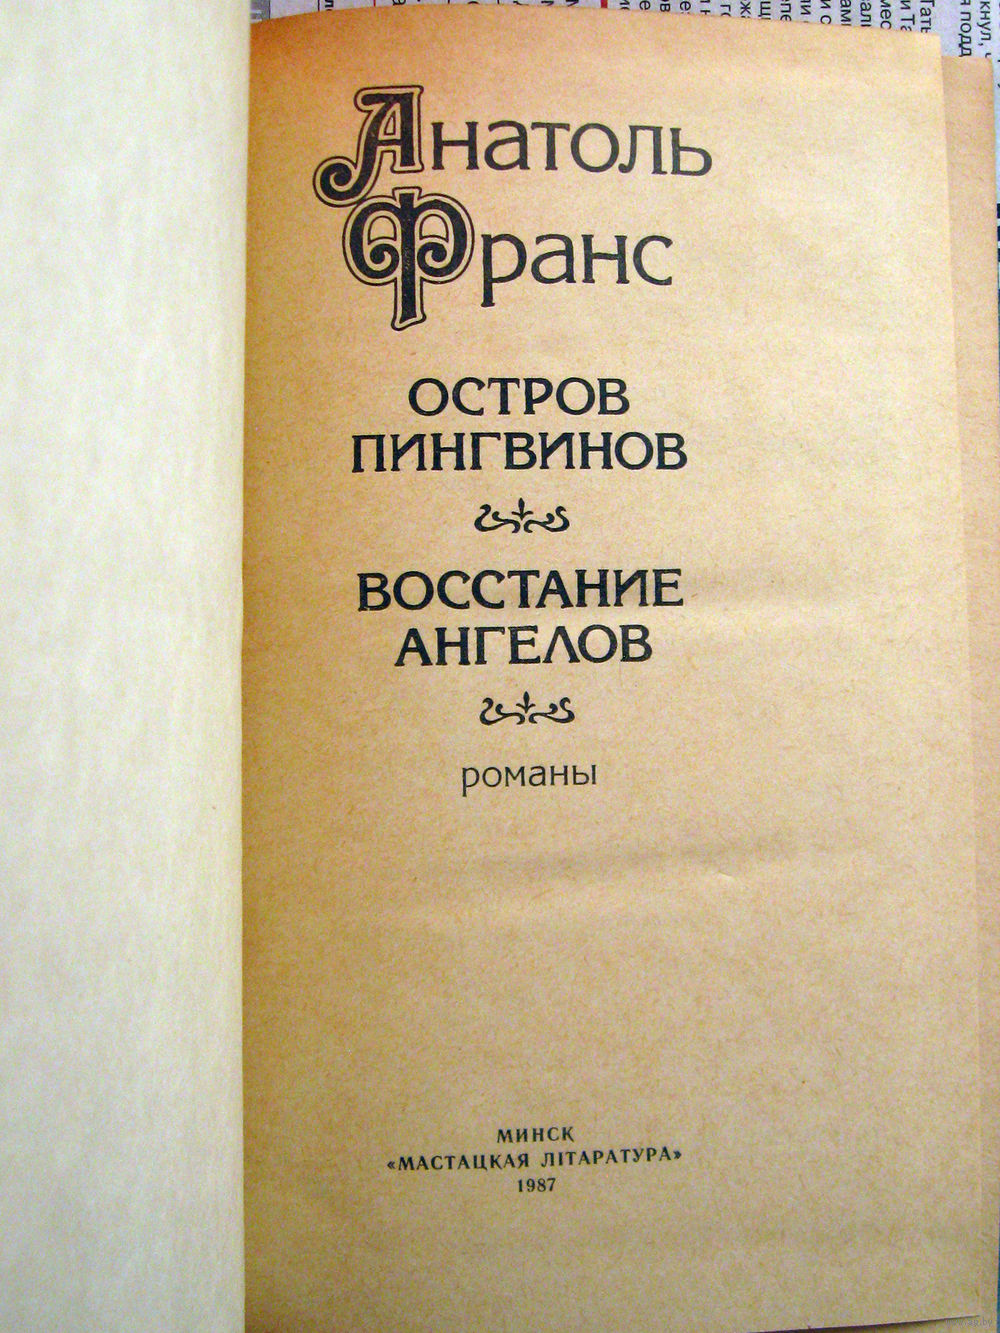 Анатоль
Франс
ОСТРОВ
ПИНГВИНОВ
ВОССТАНИЕ
АНГЕЛОВ
романы
МИНСК
«МАСТАЦКАЯ ЛІТАРАТУРА»
1987